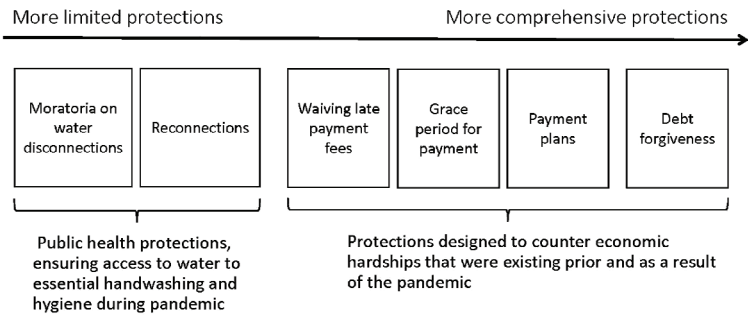 More limited protections
More comprehensive protections
Moratoria on
water
disconnections
Reconnections
Waiving late
payment
fees
Grace
period for
payment
Payment
plans
Debt
forgiveness
Public health protections,
ensuring access to water to
essential handwashing and
hygiene during pandemic
Protections designed to counter economic
hardships that were existing prior and as a result
of the pandemic